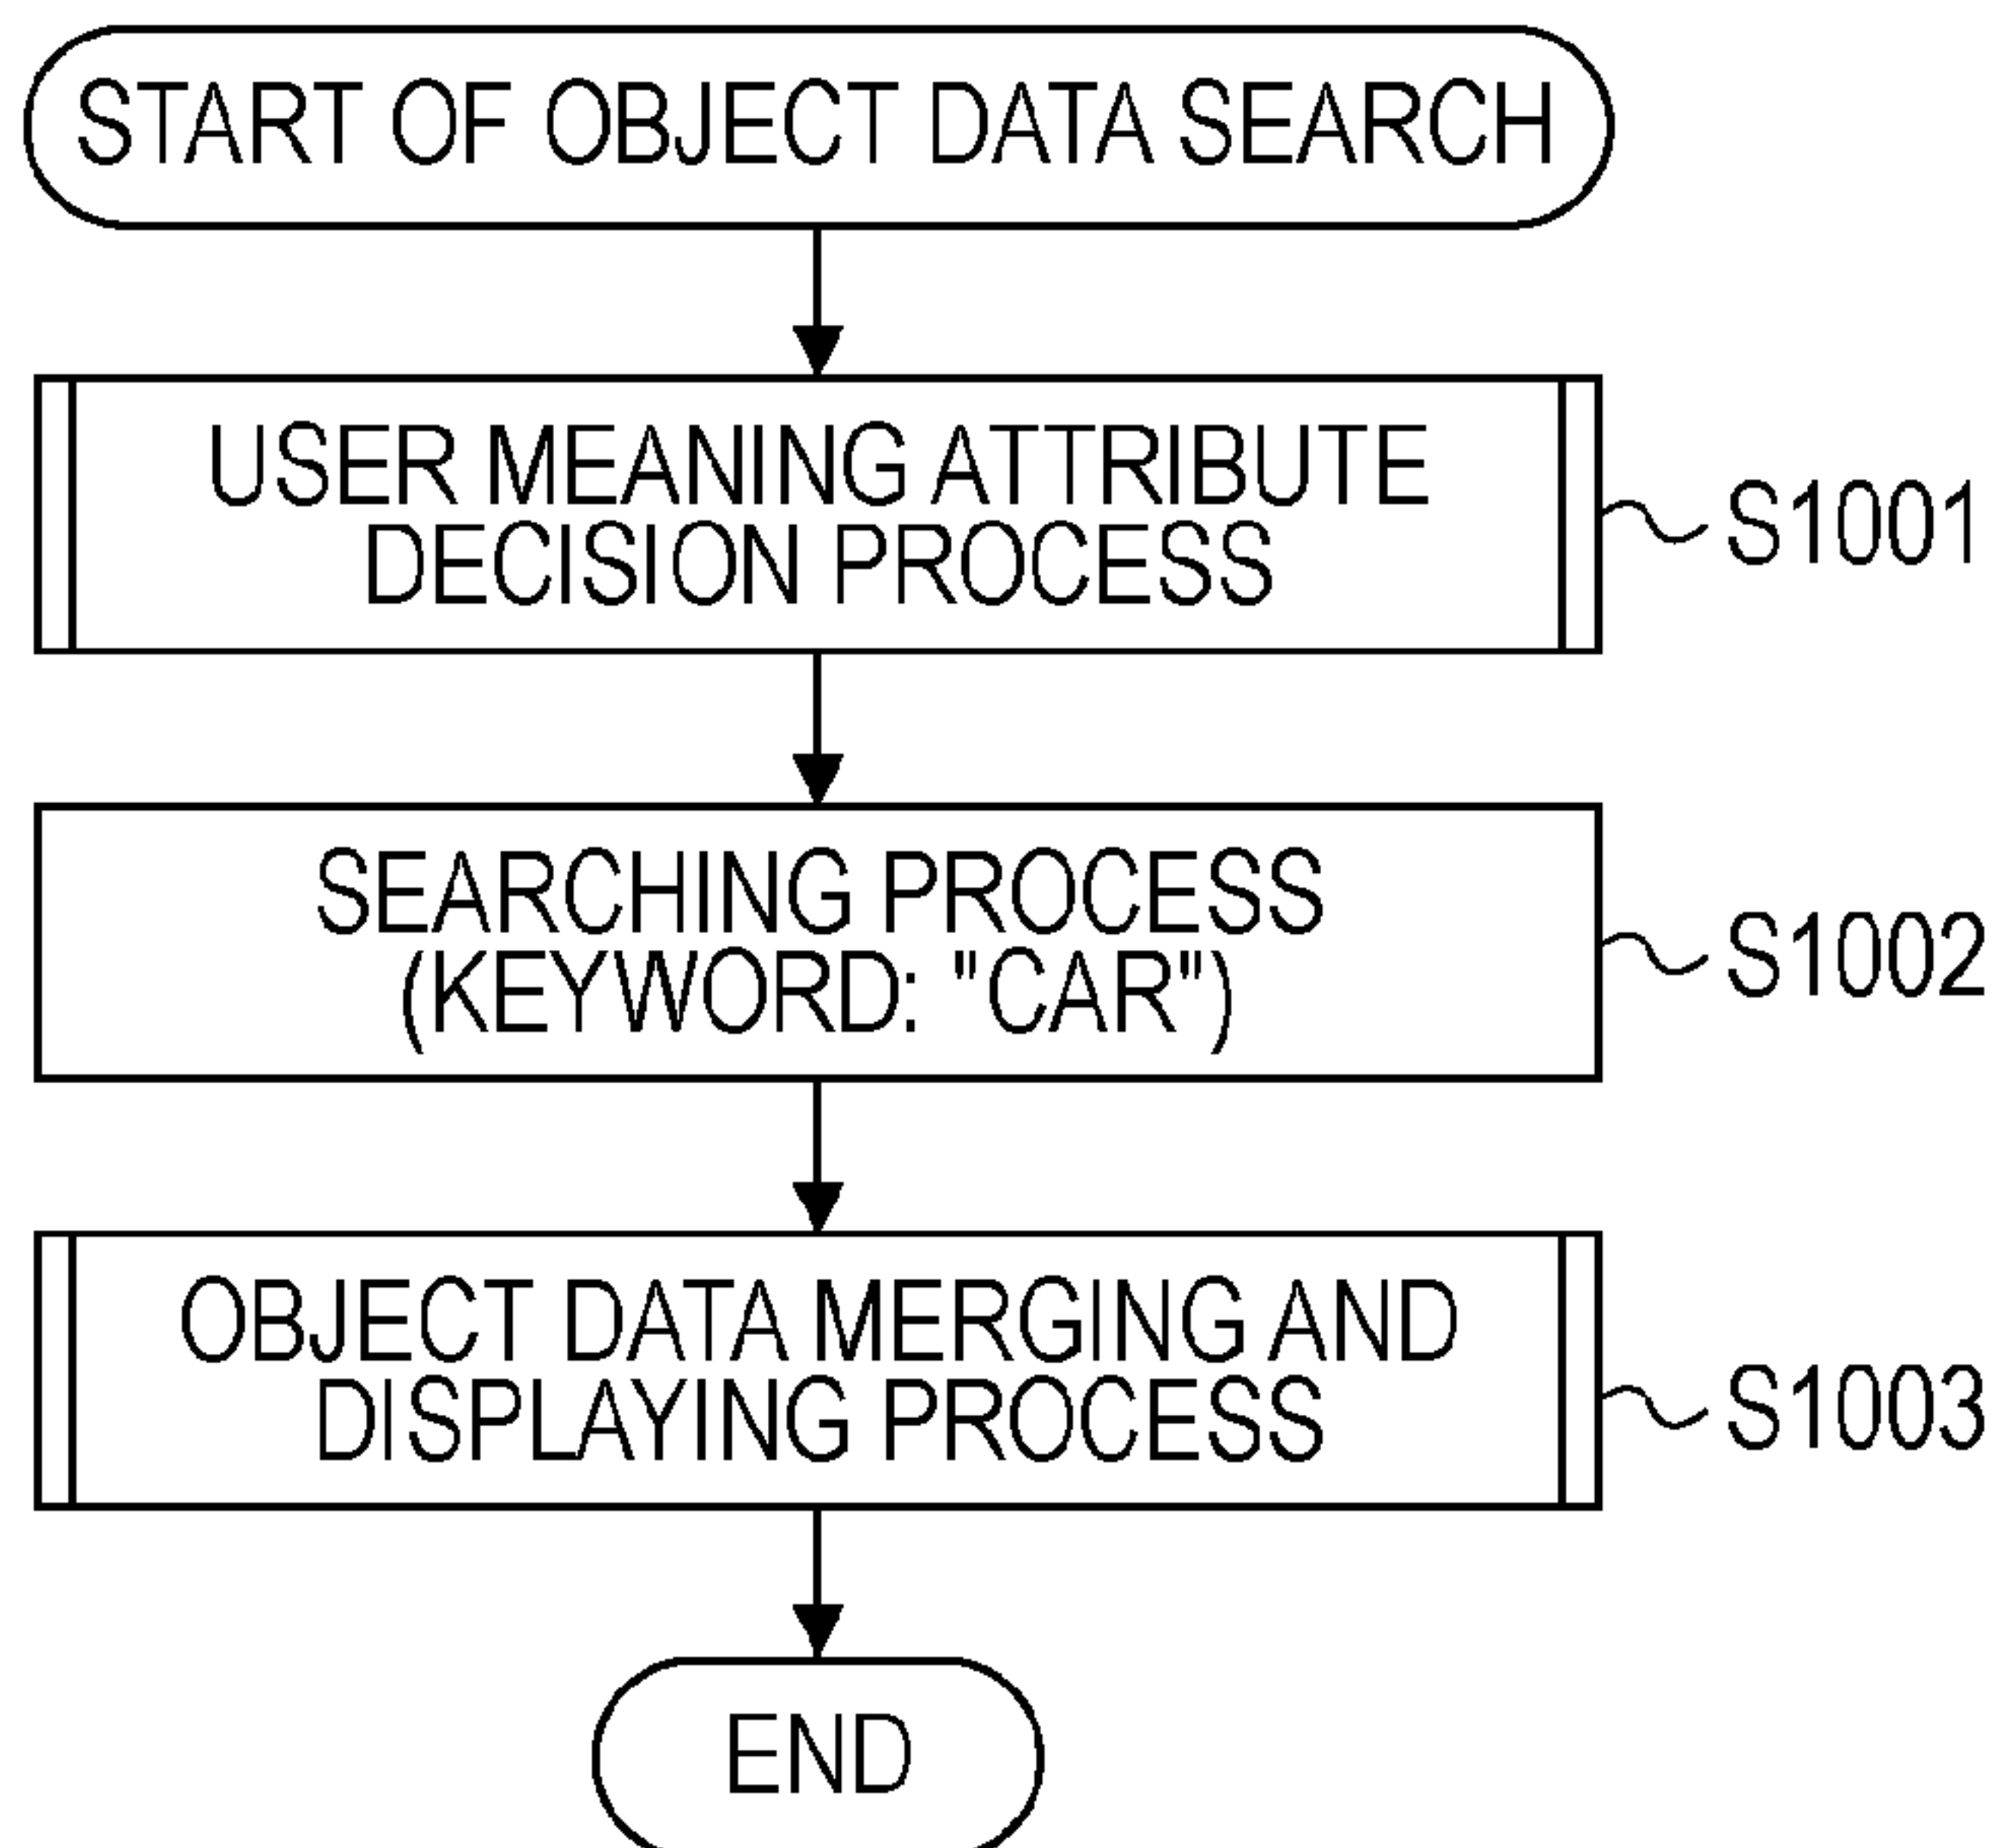 START OF OBJECT DATA SEARCH
USER MEANING ATTRIBUTE
DECISION PROCESS
S1001
SEARCHING PROCESS
(KEYWORD: "CAR")
S1002
OBJECT DATA MERGING AND
DISPLAYING PROCESS
S1003
END